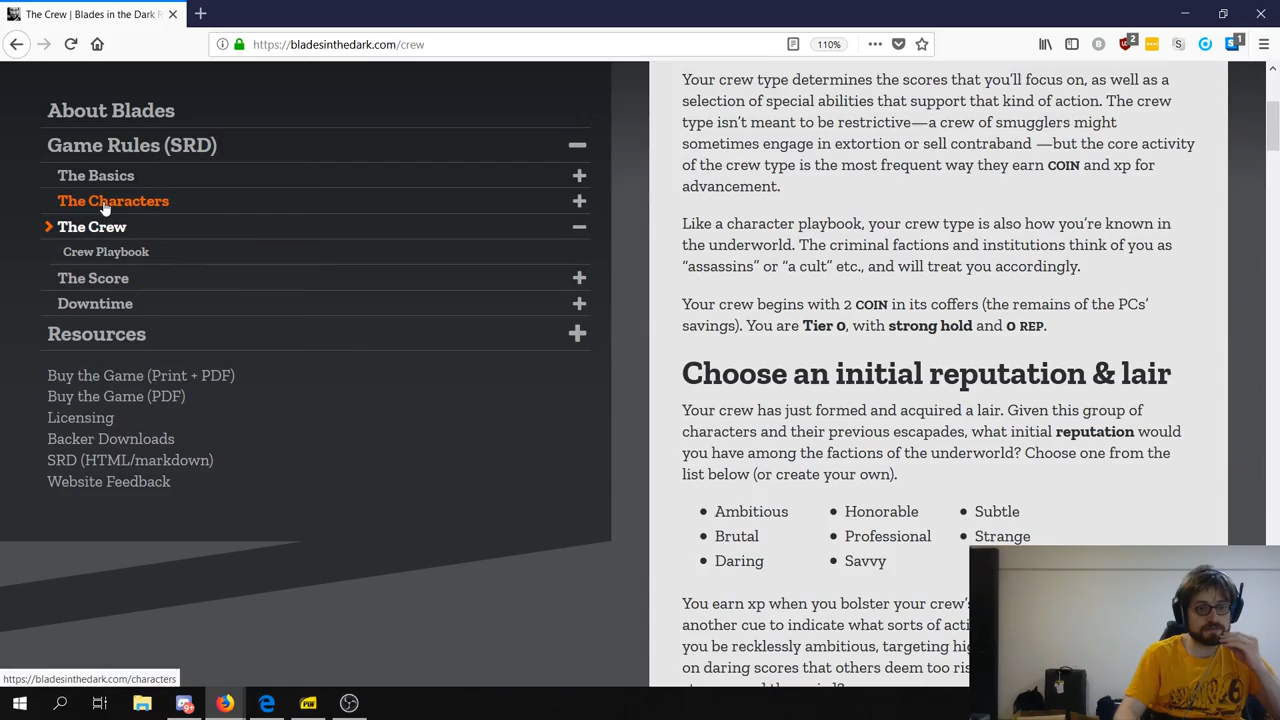 The Crew | Blades in the Dark R
https://bladesinthedark.com/crew
110%
2
1
About Blades
Game Rules (SRD)
The Basics
The Characters
The Crew
Crew Playbook
The Score
Downtime
Resources
Buy the Game (Print + PDF)
Buy the Game (PDF)
Licensing
Backer Downloads
SRD (HTML/markdown)
Website Feedback
Your crew type determines the scores that you'll focus on, as well as a
selection of special abilities that support that kind of action. The crew
type isn't meant to be restrictive—a crew of smugglers might
sometimes engage in extortion or sell contraband —but the core activity
of the crew type is the most frequent way they earn COIN and xp for
advancement.
Like a character playbook, your crew type is also how you're known in
the underworld. The criminal factions and institutions think of you as
“assassins” or “a cult” etc., and will treat you accordingly.
Your crew begins with 2 COIN in its coffers (the remains of the PCs’
savings). You are Tier 0, with strong hold and 0 REP.
Choose an initial reputation & lair
Your crew has just formed and acquired a lair. Given this group of
characters and their previous escapades, what initial reputation would
you have among the factions of the underworld? Choose one from the
list below (or create your own).
• Ambitious • Honorable • Subtle
• Brutal • Professional • Strange
• Daring • Savvy
You earn xp when you bolster your crew’s
another cue to indicate what sorts of acti
you be recklessly ambitious, targeting hig
on daring scores that others deem too ris
https://bladesinthedark.com/characters
PDF